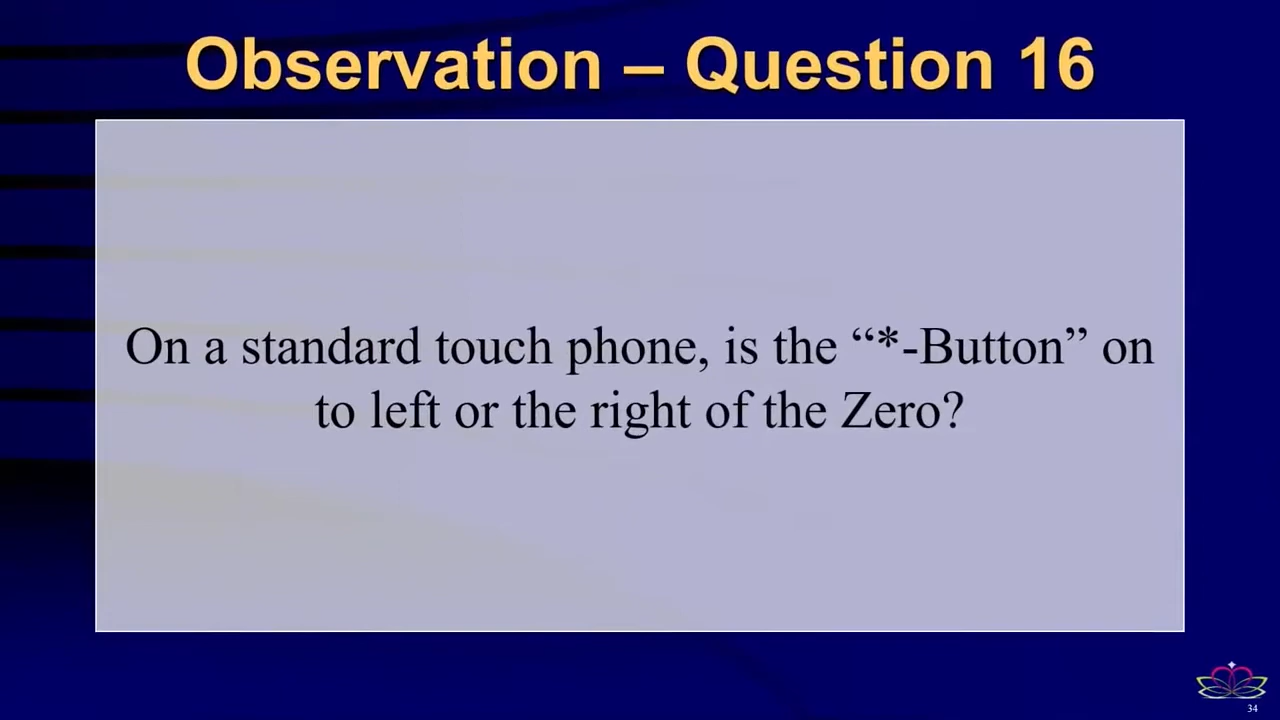 Observation – Question 16
On a standard touch phone, is the “*-Button” on
to left or the right of the Zero?
34